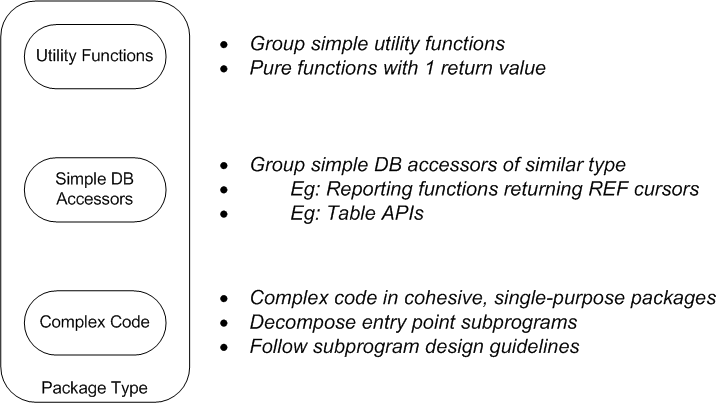 Utility Functions
• Group simple utility functions
• Pure functions with 1 return value
Simple DB
Accessors
• Group simple DB accessors of similar type
• Eg: Reporting functions returning REF cursors
• Eg: Table APIs
Complex Code
• Complex code in cohesive, single-purpose packages
• Decompose entry point subprograms
• Follow subprogram design guidelines
Package Type